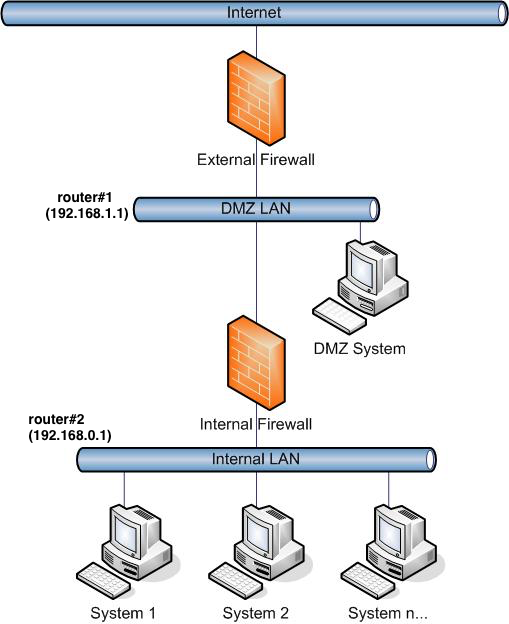 Internet
External Firewall
router#1
(192.168.1.1)
DMZ LAN
DMZ System
Internal Firewall
router#2
(192.168.0.1)
Internal LAN
System 1
System 2
System n...